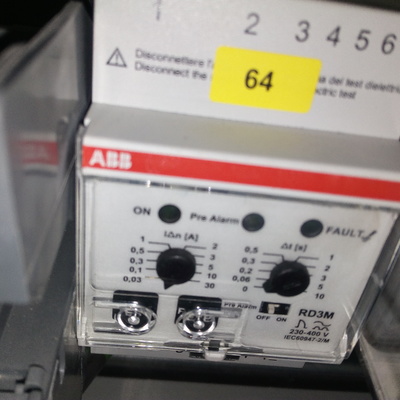 1 2 3 4 5 6
Disconnettere l'a
a del test dielettri
Disconnect the
ctric test
64
ABB
ON
Pre Alarm
FAULT
IΔn [A]
Δt [s]
1 2
0,5 3
0,3 5
0.1 10
0,03 30
0.5 1
0,3 2
0,2 3
0,06 5
0 10
Pre Alarm
OFF ON
RD3M
230-400 V
IEC60947-2/M